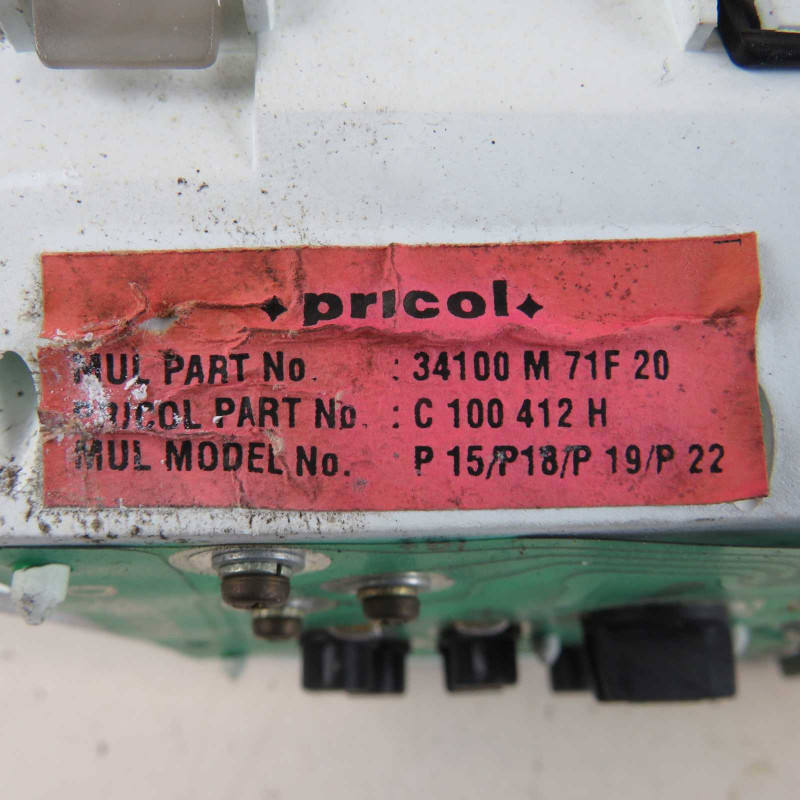 pricol
MUL PART No. : 34100 M 71F 20
PRICOL PART No. : C 100 412 H
MUL MODEL No. P 15/P18/P 19/P 22